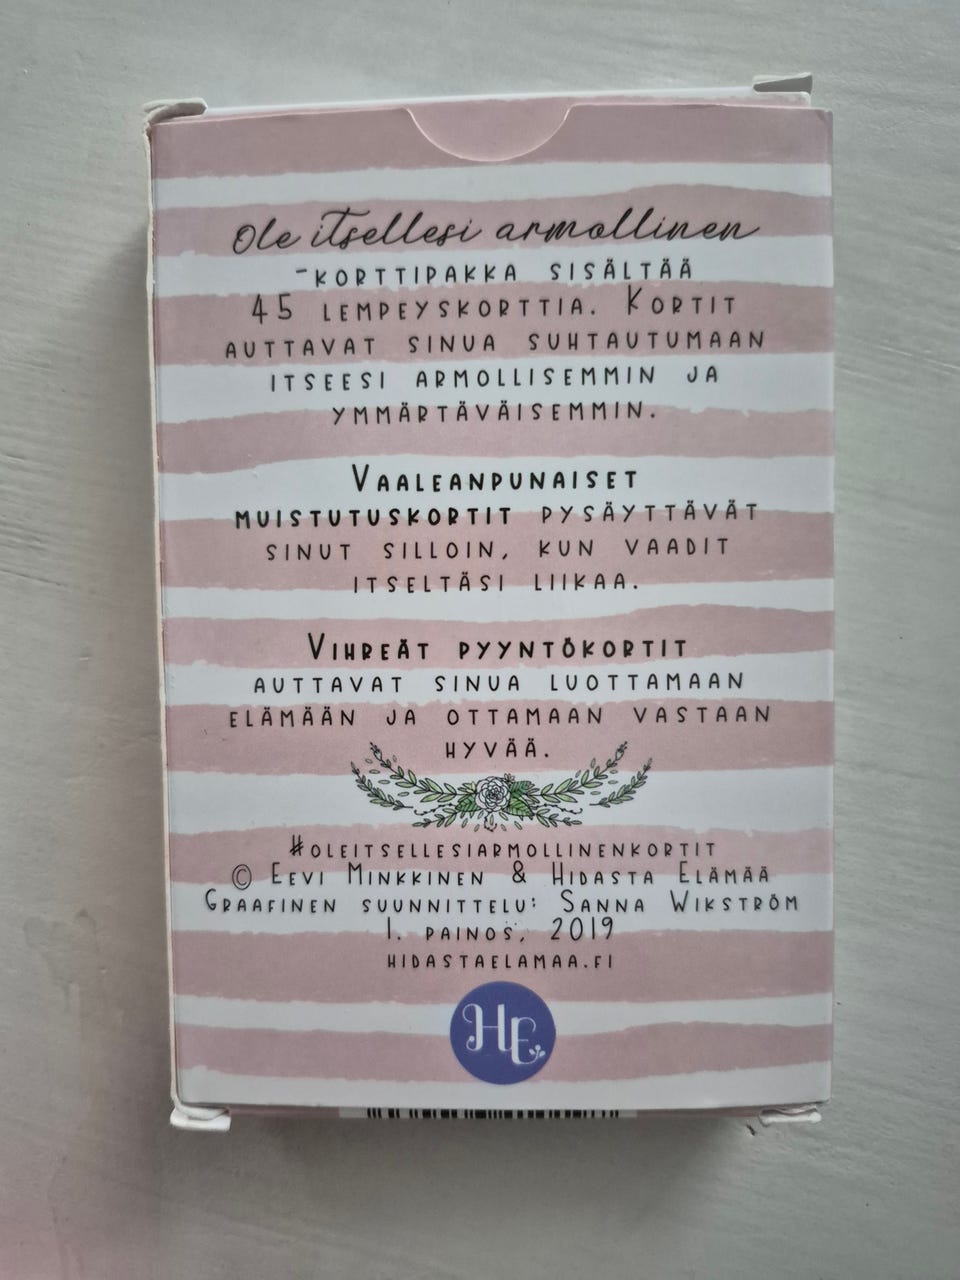 Ole itsellesi armollinen
-KORTTIPAKKA SISÄLTÄÄ
45 LEMPEYSKORTTIA. KORTIT
AUTTAVAT SINUA SUHTAUTUMAAN
ITSEESI ARMOLLISEMMIN JA
YMMÄRTÄVÄISEMMIN.
VAALEANPUNAISET
MUISTUTUSKORTIT PYSÄYTTÄVÄT
SINUT SILLOIN, KUN VAADIT
ITSELTÄSI LIIKAA.
VIHREÄT PYYNTÖKORTIT
AUTTAVAT SINUA LUOTTAMAAN
ELÄMÄÄN JA OTTAMAAN VASTAAN
HYVÄÄ.
#OLEITSELLESIARMOLLINENKORTIT
© EEVI MINKKINEN & HIDASTA ELÄMÄÄ
GRAAFINEN SUUNNITTELU: SANNA WIKSTRÖM
1. PAINOS, 2019
HIDASTAELAMAA.FI
HE